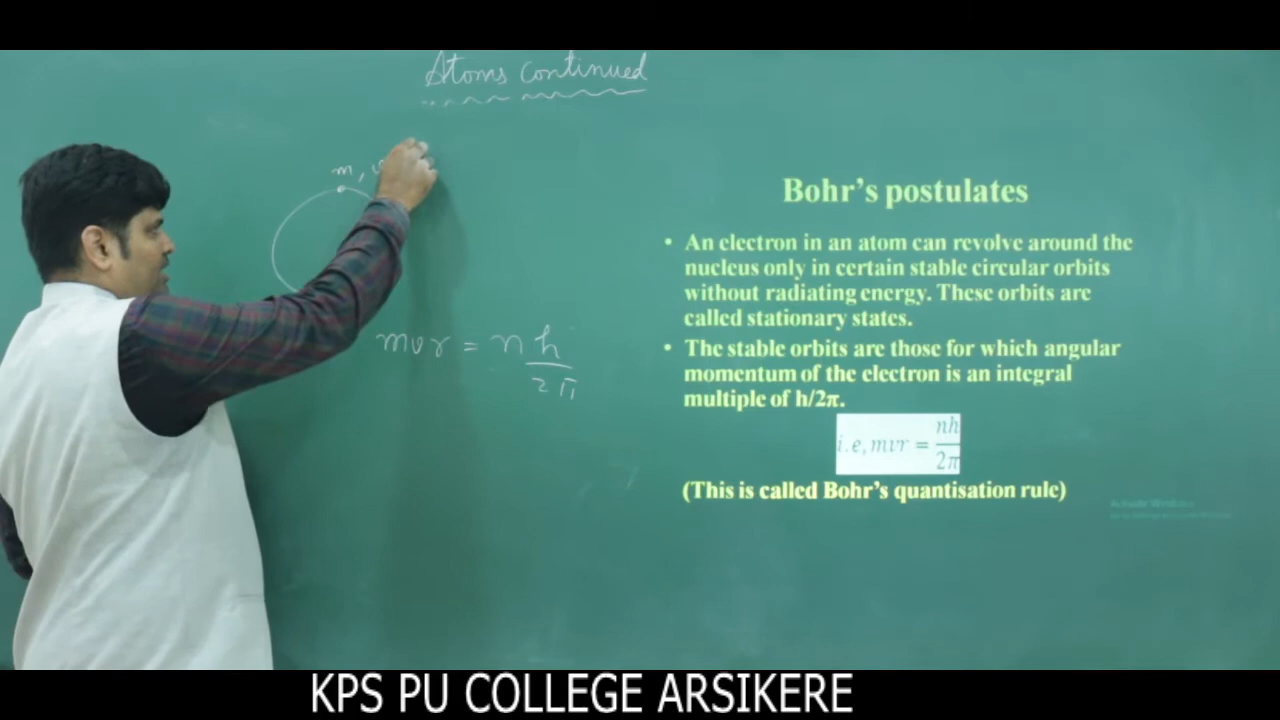 Atoms continued
m, v
mvr = nh
2π
Bohr's postulates
• An electron in an atom can revolve around the
nucleus only in certain stable circular orbits
without radiating energy. These orbits are
called stationary states.
• The stable orbits are those for which angular
momentum of the electron is an integral
multiple of h/2π.
i.e, mvr = nh/2π
(This is called Bohr's quantisation rule)
Activate Windows
KPS PU COLLEGE ARSIKERE